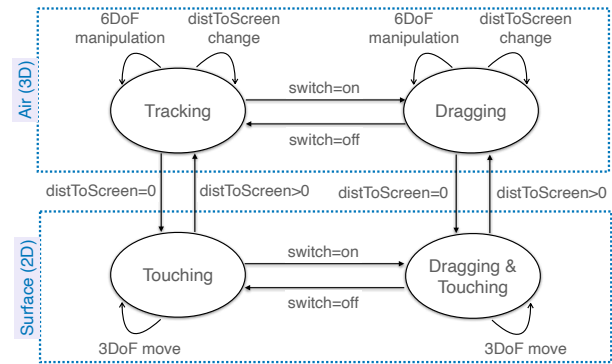 6DoF
manipulation
distToScreen
change
6DoF
manipulation
distToScreen
change
Air (3D)
Tracking
switch=on
Dragging
switch=off
distToScreen=0
distToScreen>0
distToScreen=0
distToScreen>0
Surface (2D)
Touching
switch=on
Dragging &
Touching
switch=off
3DoF move
3DoF move